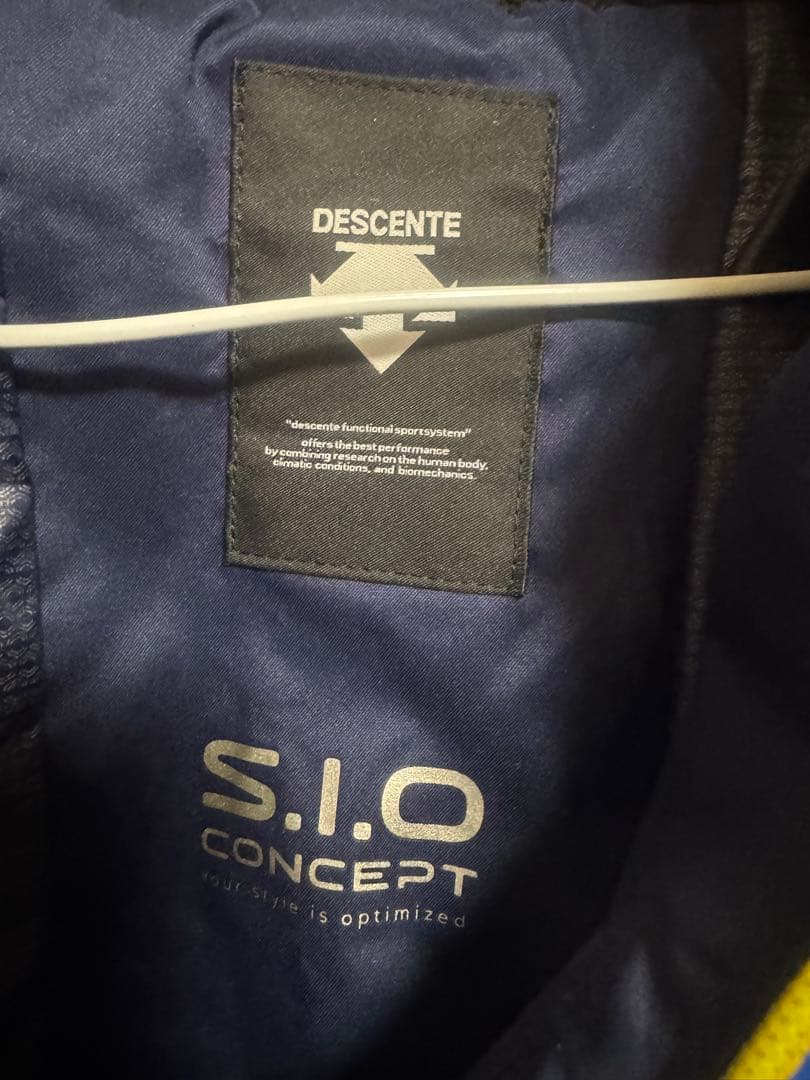 DESCENTE
"descente functional sportsystem"
offers the best performance
by combining research on the human body,
climatic conditions, and biomechanics.
S.I.O
CONCEPT
your style is optimized